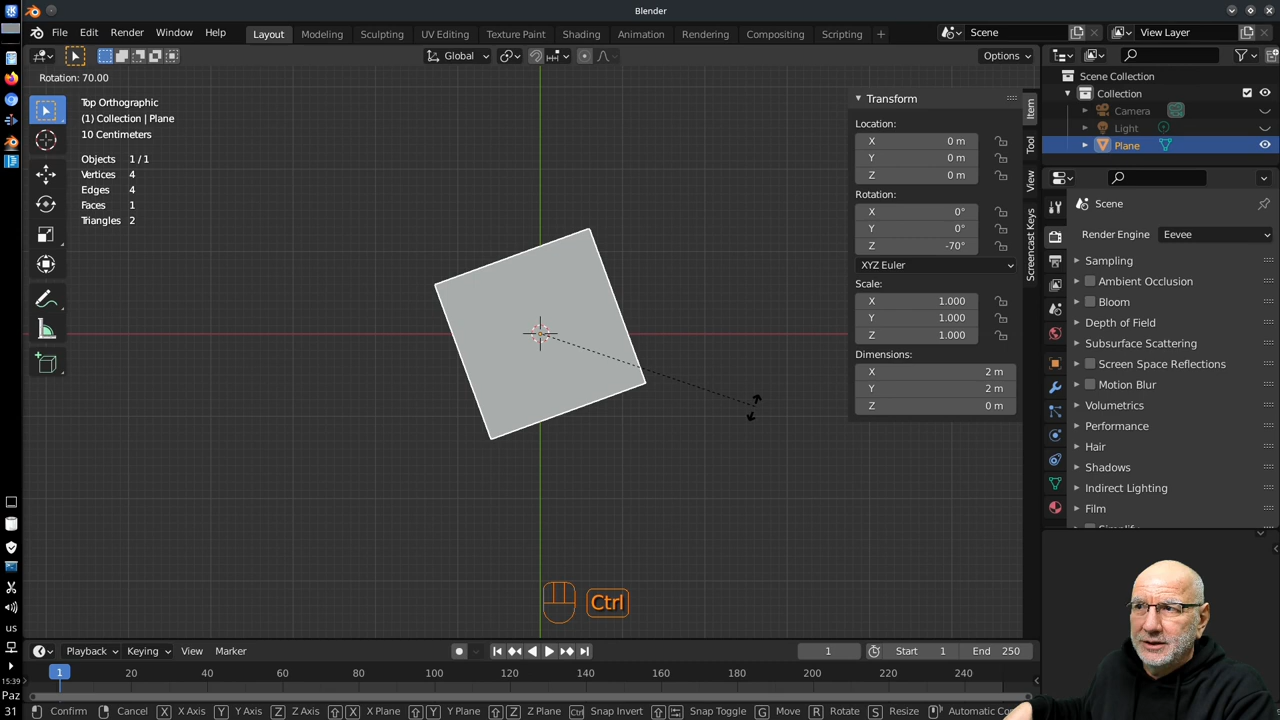 Blender
File Edit Render Window Help
Layout Modeling Sculpting UV Editing Texture Paint Shading Animation Rendering Compositing Scripting +
Scene
View Layer
Global
Options
Rotation: 70.00
Top Orthographic
(1) Collection | Plane
10 Centimeters
Objects 1 / 1
Vertices 4
Edges 4
Faces 1
Triangles 2
Transform
Location:
X 0 m
Y 0 m
Z 0 m
Rotation:
X 0°
Y 0°
Z -70°
XYZ Euler
Scale:
X 1.000
Y 1.000
Z 1.000
Dimensions:
X 2 m
Y 2 m
Z 0 m
Item
Tool
View
Screencast Keys
Scene Collection
Collection
Camera
Light
Plane
Scene
Render Engine Eevee
Sampling
Ambient Occlusion
Bloom
Depth of Field
Subsurface Scattering
Screen Space Reflections
Motion Blur
Volumetrics
Performance
Hair
Shadows
Indirect Lighting
Film
Simplify
Ctrl
Playback Keying View Marker
1
Start 1
End 250
1 20 40 60 80 100 120 140 160 180 200 220 240
Confirm Cancel X X Axis Y Y Axis Z Z Axis X X Plane Y Y Plane Z Z Plane Ctrl Snap Invert Snap Toggle G Move R Rotate S Resize Automatic Co
us
15:39
Paz
31